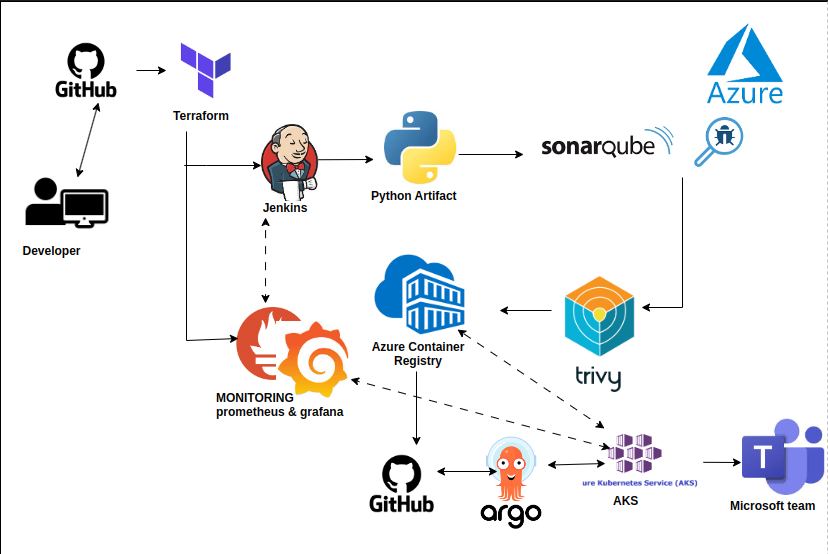 GitHub
Terraform
Azure
Developer
Jenkins
Python Artifact
sonarqube
Azure Container
Registry
trivy
MONITORING
prometheus & grafana
GitHub
argo
ure Kubernetes Service (AKS)
AKS
T
Microsoft team